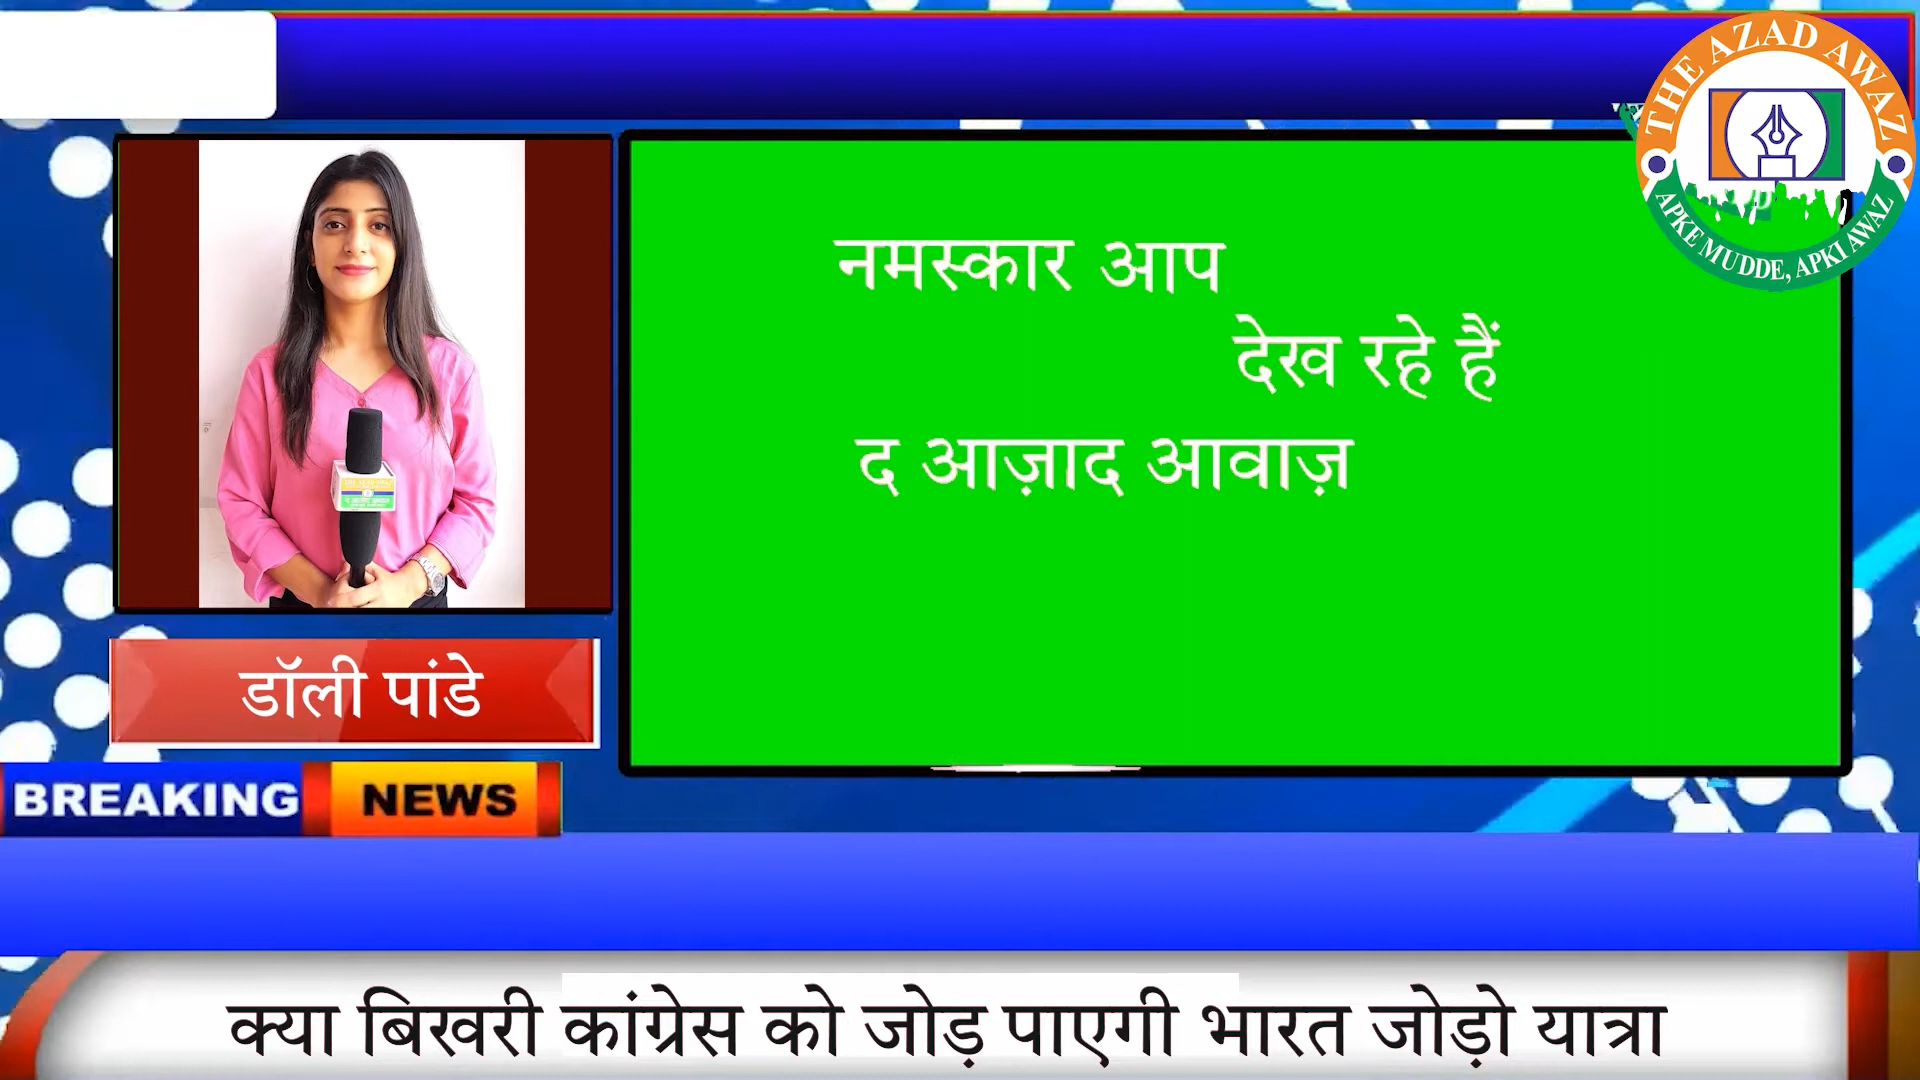 THE AZAD AWAZ
APKE MUDDE, APKI AWAZ
नमस्कार आप
देख रहे हैं
द आज़ाद आवाज़
डॉली पांडे
BREAKING NEWS
क्या बिखरी कांग्रेस को जोड़ पाएगी भारत जोड़ो यात्रा